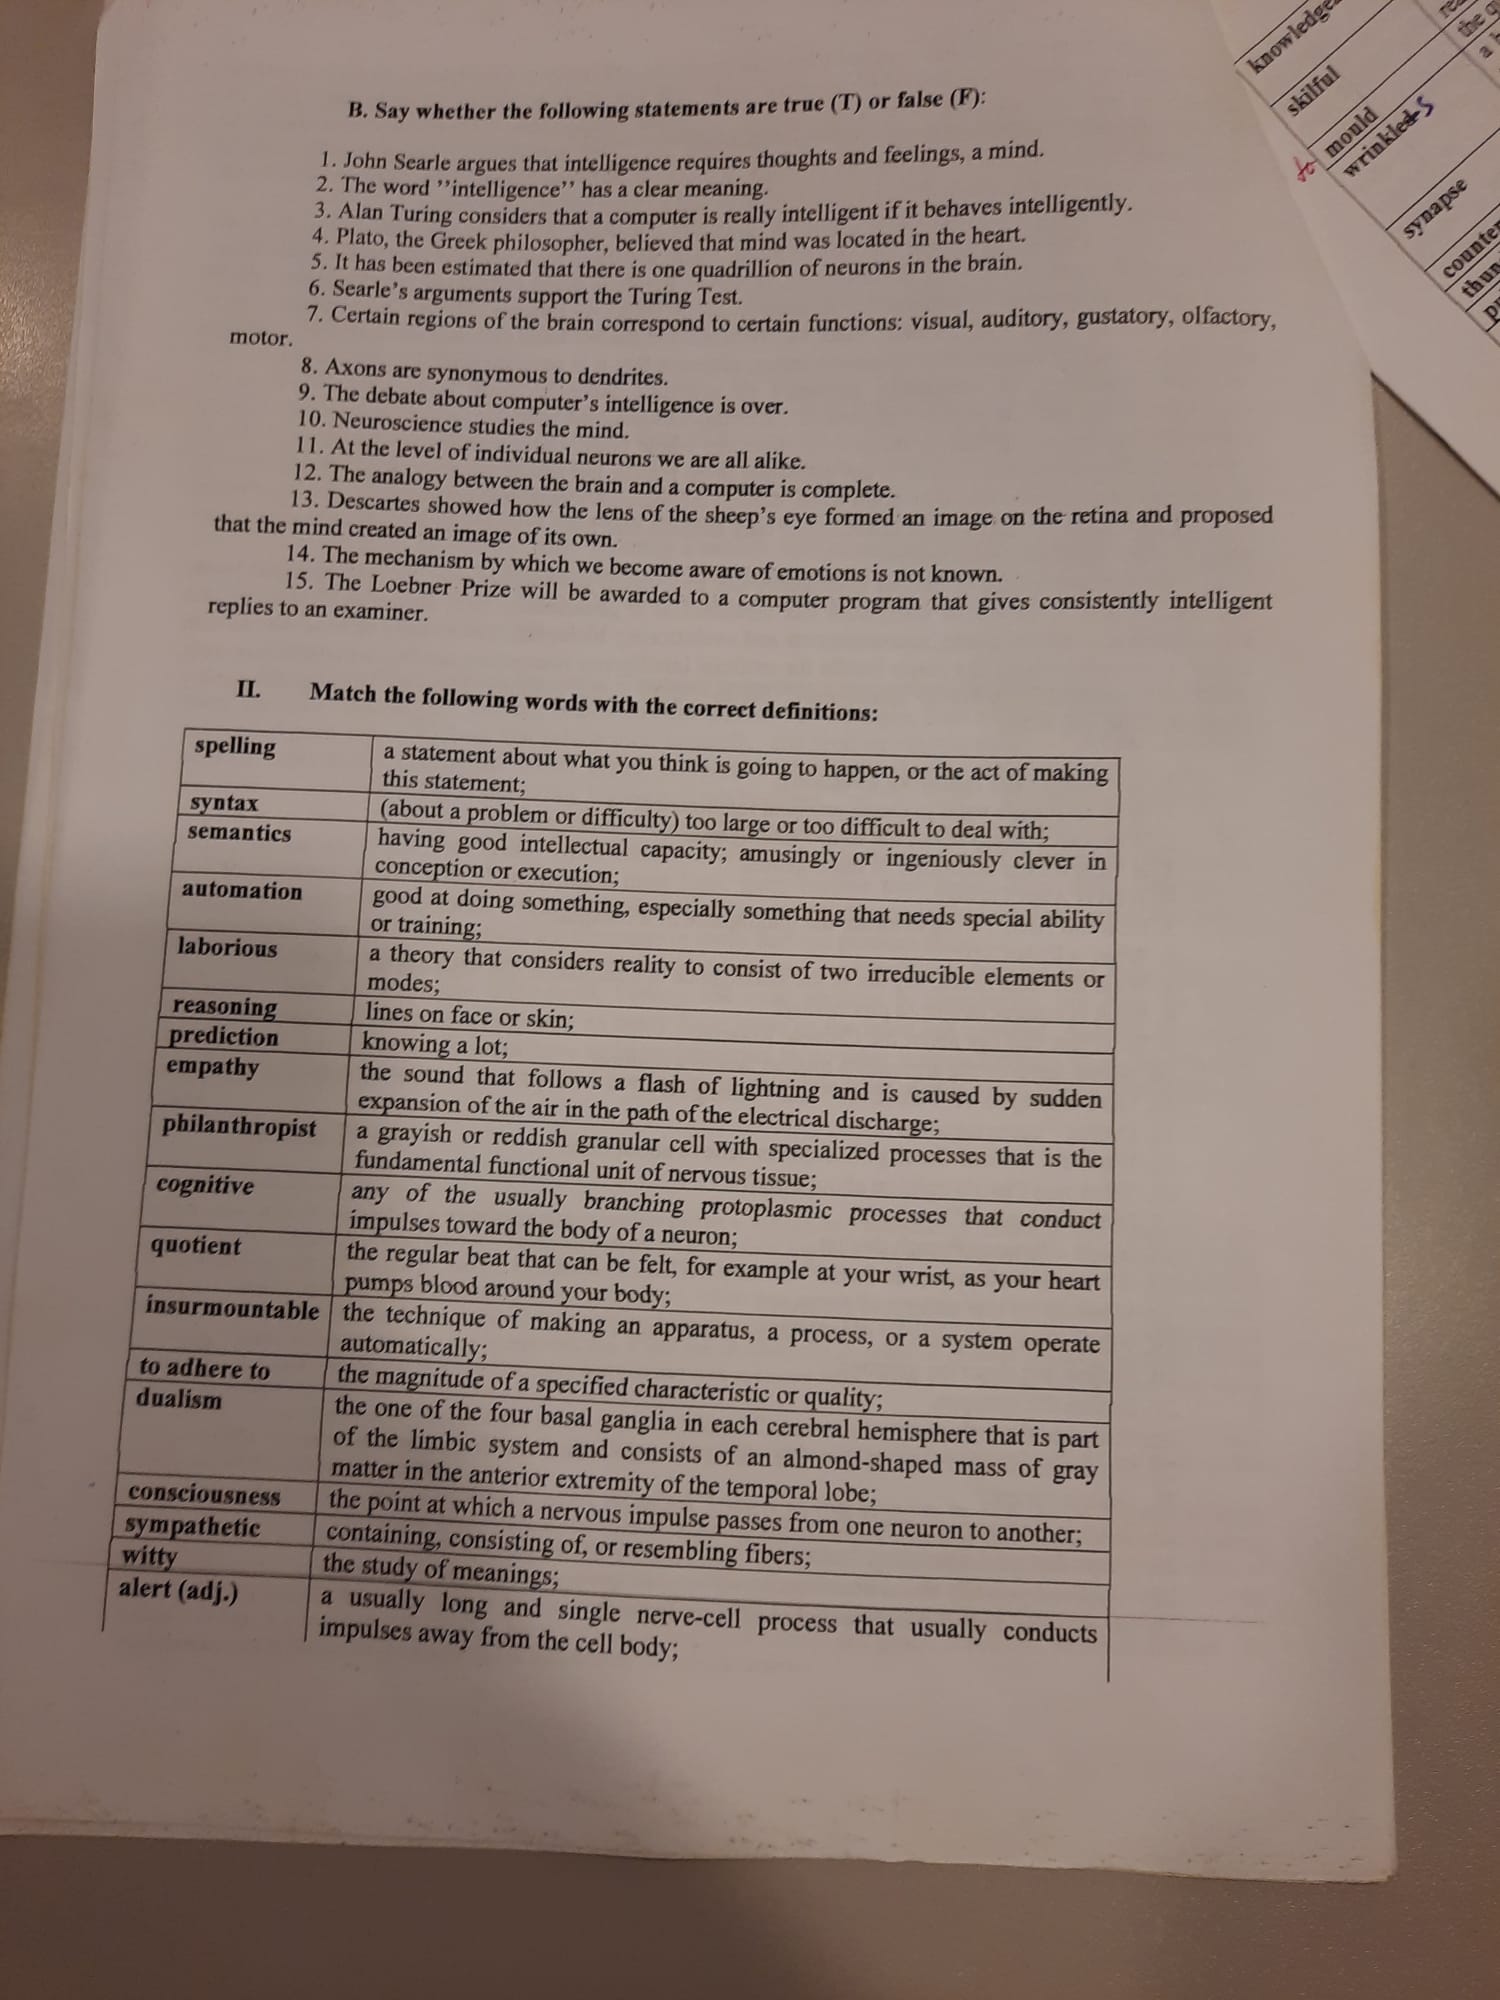 B. Say whether the following statements are true (T) or false (F):
1. John Searle argues that intelligence requires thoughts and feelings, a mind.
2. The word ’’intelligence’’ has a clear meaning.
3. Alan Turing considers that a computer is really intelligent if it behaves intelligently.
4. Plato, the Greek philosopher, believed that mind was located in the heart.
5. It has been estimated that there is one quadrillion of neurons in the brain.
6. Searle’s arguments support the Turing Test.
7. Certain regions of the brain correspond to certain functions: visual, auditory, gustatory, olfactory,
motor.
8. Axons are synonymous to dendrites.
9. The debate about computer’s intelligence is over.
10. Neuroscience studies the mind.
11. At the level of individual neurons we are all alike.
12. The analogy between the brain and a computer is complete.
13. Descartes showed how the lens of the sheep’s eye formed an image on the retina and proposed
that the mind created an image of its own.
14. The mechanism by which we become aware of emotions is not known.
15. The Loebner Prize will be awarded to a computer program that gives consistently intelligent
replies to an examiner.
II. Match the following words with the correct definitions:
spelling a statement about what you think is going to happen, or the act of making
this statement;
syntax (about a problem or difficulty) too large or too difficult to deal with;
semantics having good intellectual capacity; amusingly or ingeniously clever in
conception or execution;
automation good at doing something, especially something that needs special ability
or training;
laborious a theory that considers reality to consist of two irreducible elements or
modes;
reasoning lines on face or skin;
prediction knowing a lot;
empathy the sound that follows a flash of lightning and is caused by sudden
expansion of the air in the path of the electrical discharge;
philanthropist a grayish or reddish granular cell with specialized processes that is the
fundamental functional unit of nervous tissue;
cognitive any of the usually branching protoplasmic processes that conduct
impulses toward the body of a neuron;
quotient the regular beat that can be felt, for example at your wrist, as your heart
pumps blood around your body;
insurmountable the technique of making an apparatus, a process, or a system operate
automatically;
to adhere to the magnitude of a specified characteristic or quality;
dualism the one of the four basal ganglia in each cerebral hemisphere that is part
of the limbic system and consists of an almond-shaped mass of gray
matter in the anterior extremity of the temporal lobe;
consciousness the point at which a nervous impulse passes from one neuron to another;
sympathetic containing, consisting of, or resembling fibers;
witty the study of meanings;
alert (adj.) a usually long and single nerve-cell process that usually conducts
impulses away from the cell body;
skilful the
to mould a
wrinkled s
synapse